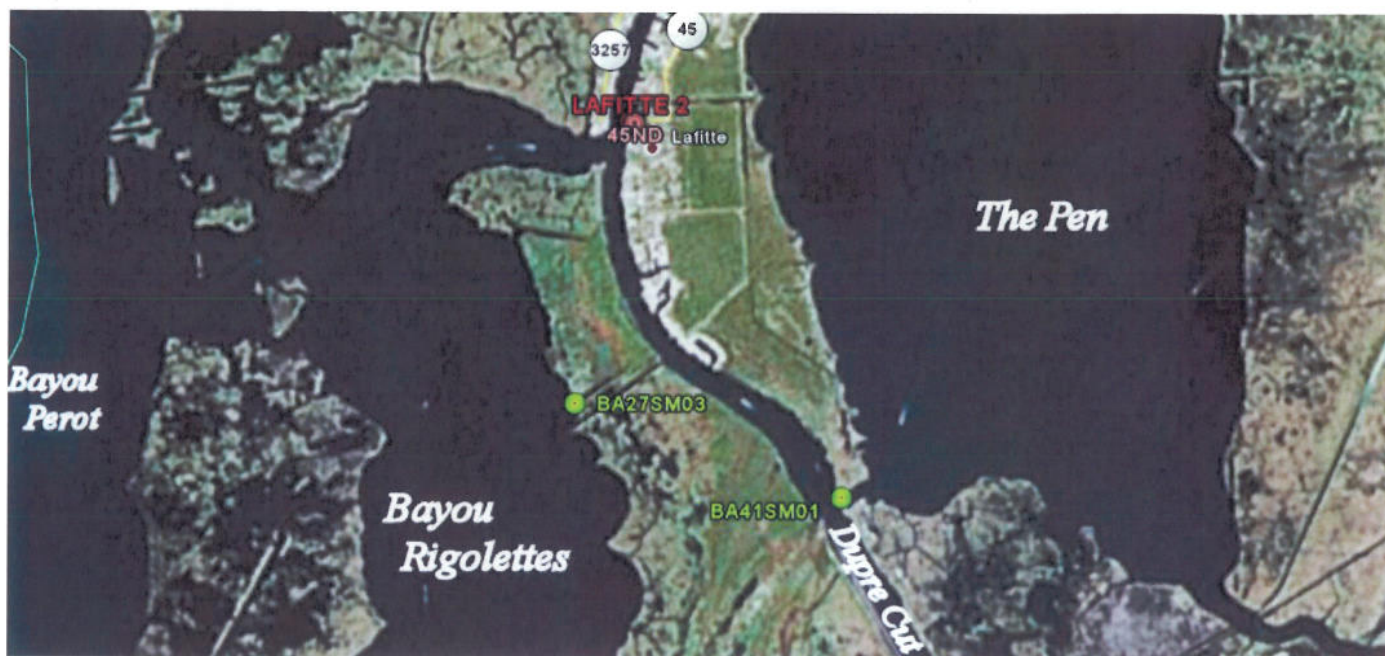 45
3257
LAFITTE 2
45ND Lafitte
The Pen
Bayou
Perot
BA27SM03
Bayou
Rigolettes
BA41SM01
Dupre Cut